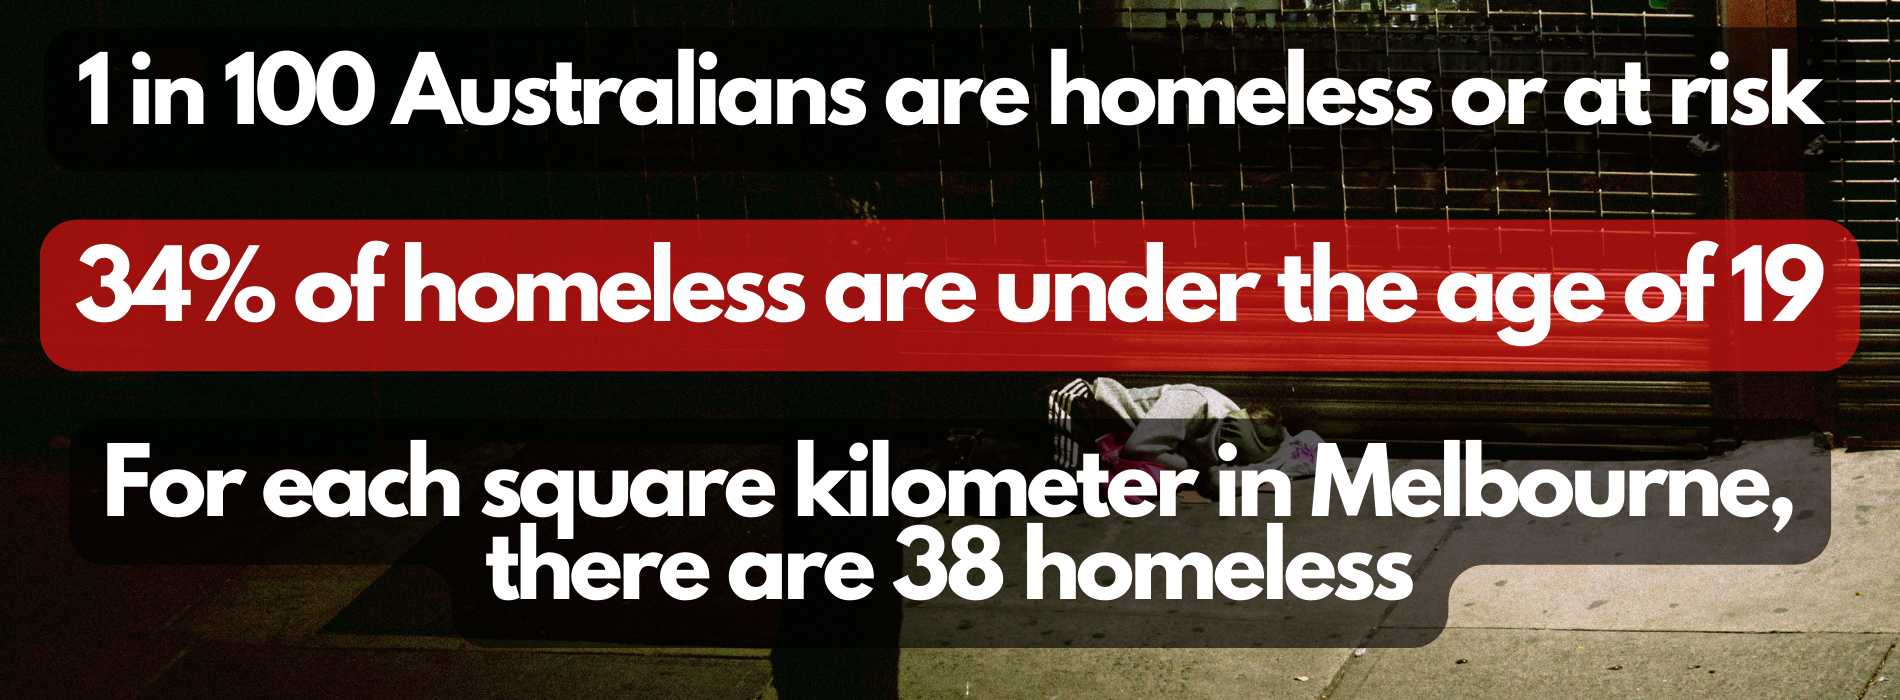 1 in 100 Australians are homeless or at risk
34% of homeless are under the age of 19
For each square kilometer in Melbourne,
there are 38 homeless